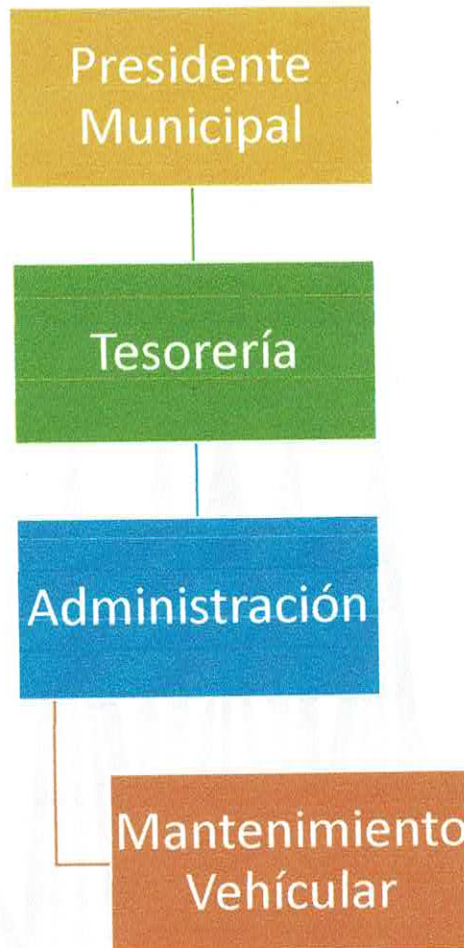 Presidente
Municipal
Tesorería
Administración
Mantenimiento
Vehícular